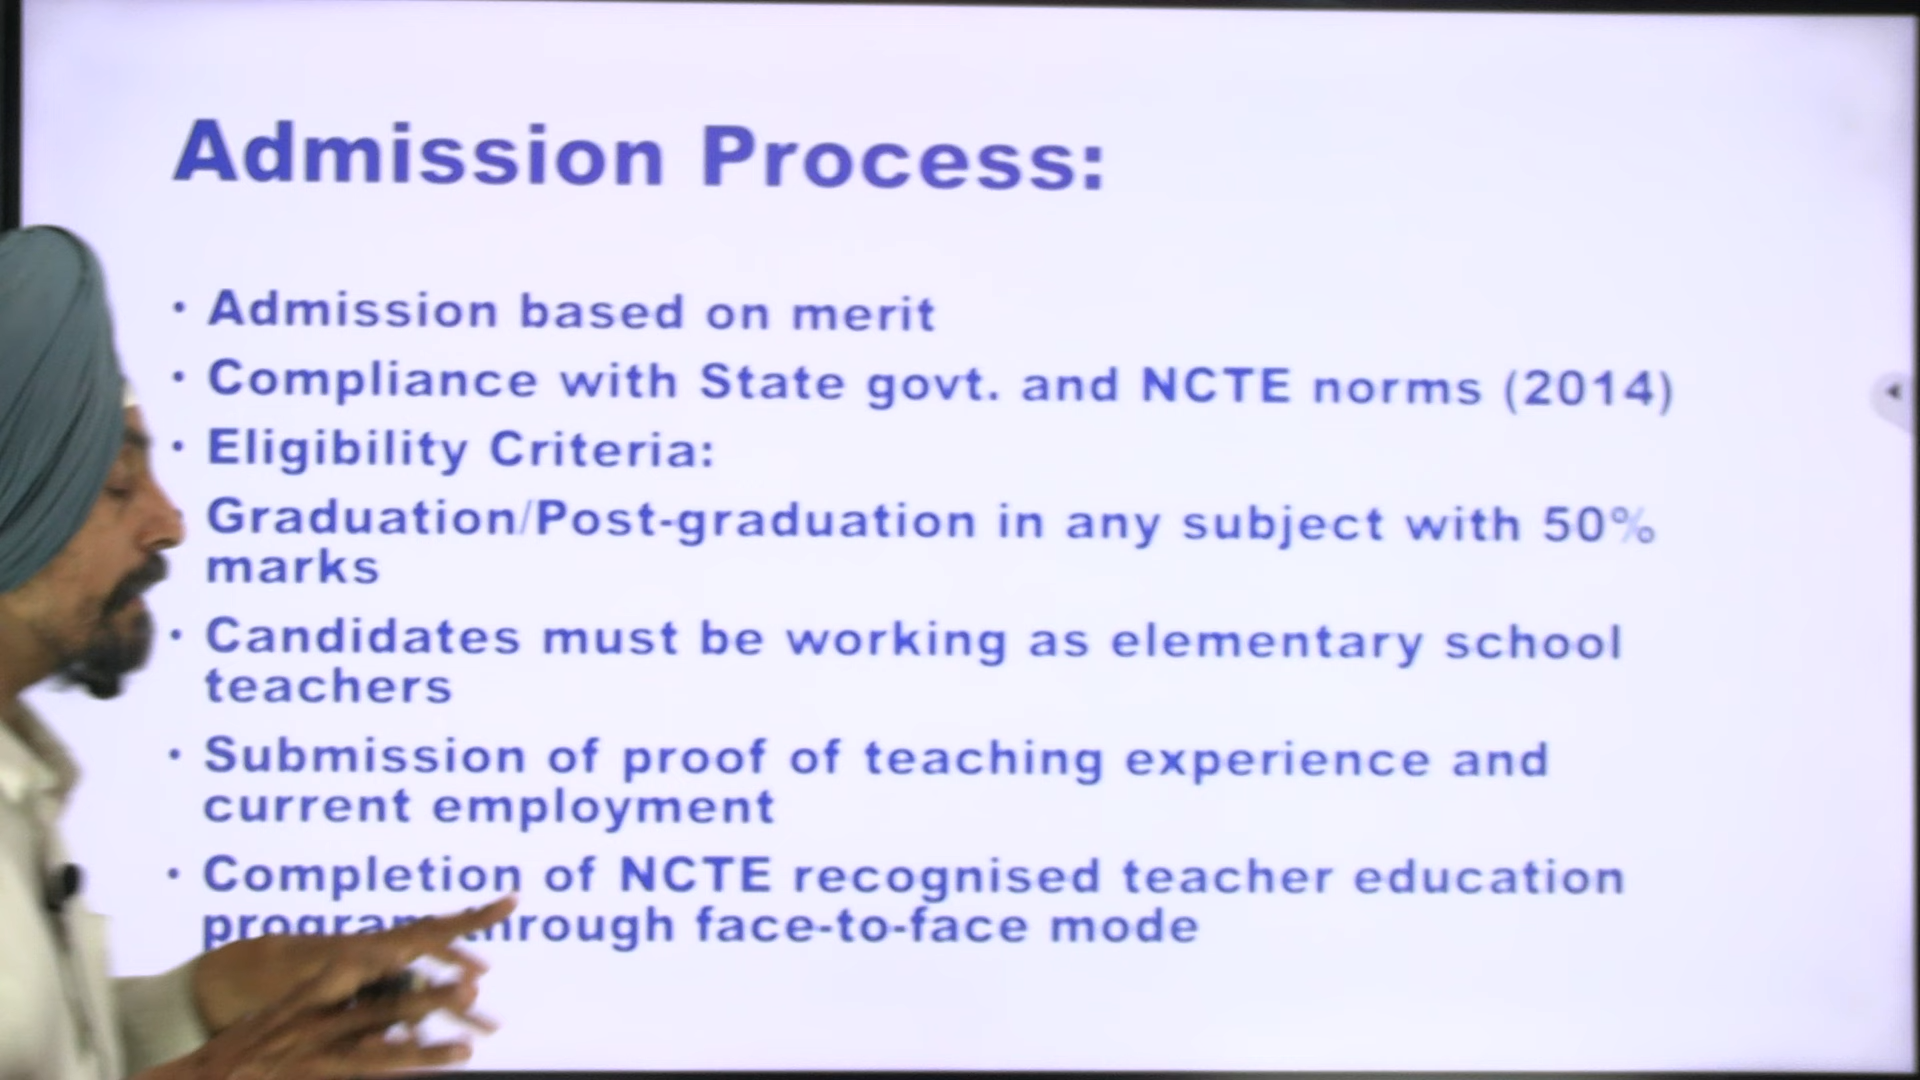 Admission Process:
• Admission based on merit
• Compliance with State govt. and NCTE norms (2014)
• Eligibility Criteria:
Graduation/Post-graduation in any subject with 50%
marks
• Candidates must be working as elementary school
teachers
• Submission of proof of teaching experience and
current employment
• Completion of NCTE recognised teacher education
program through face-to-face mode